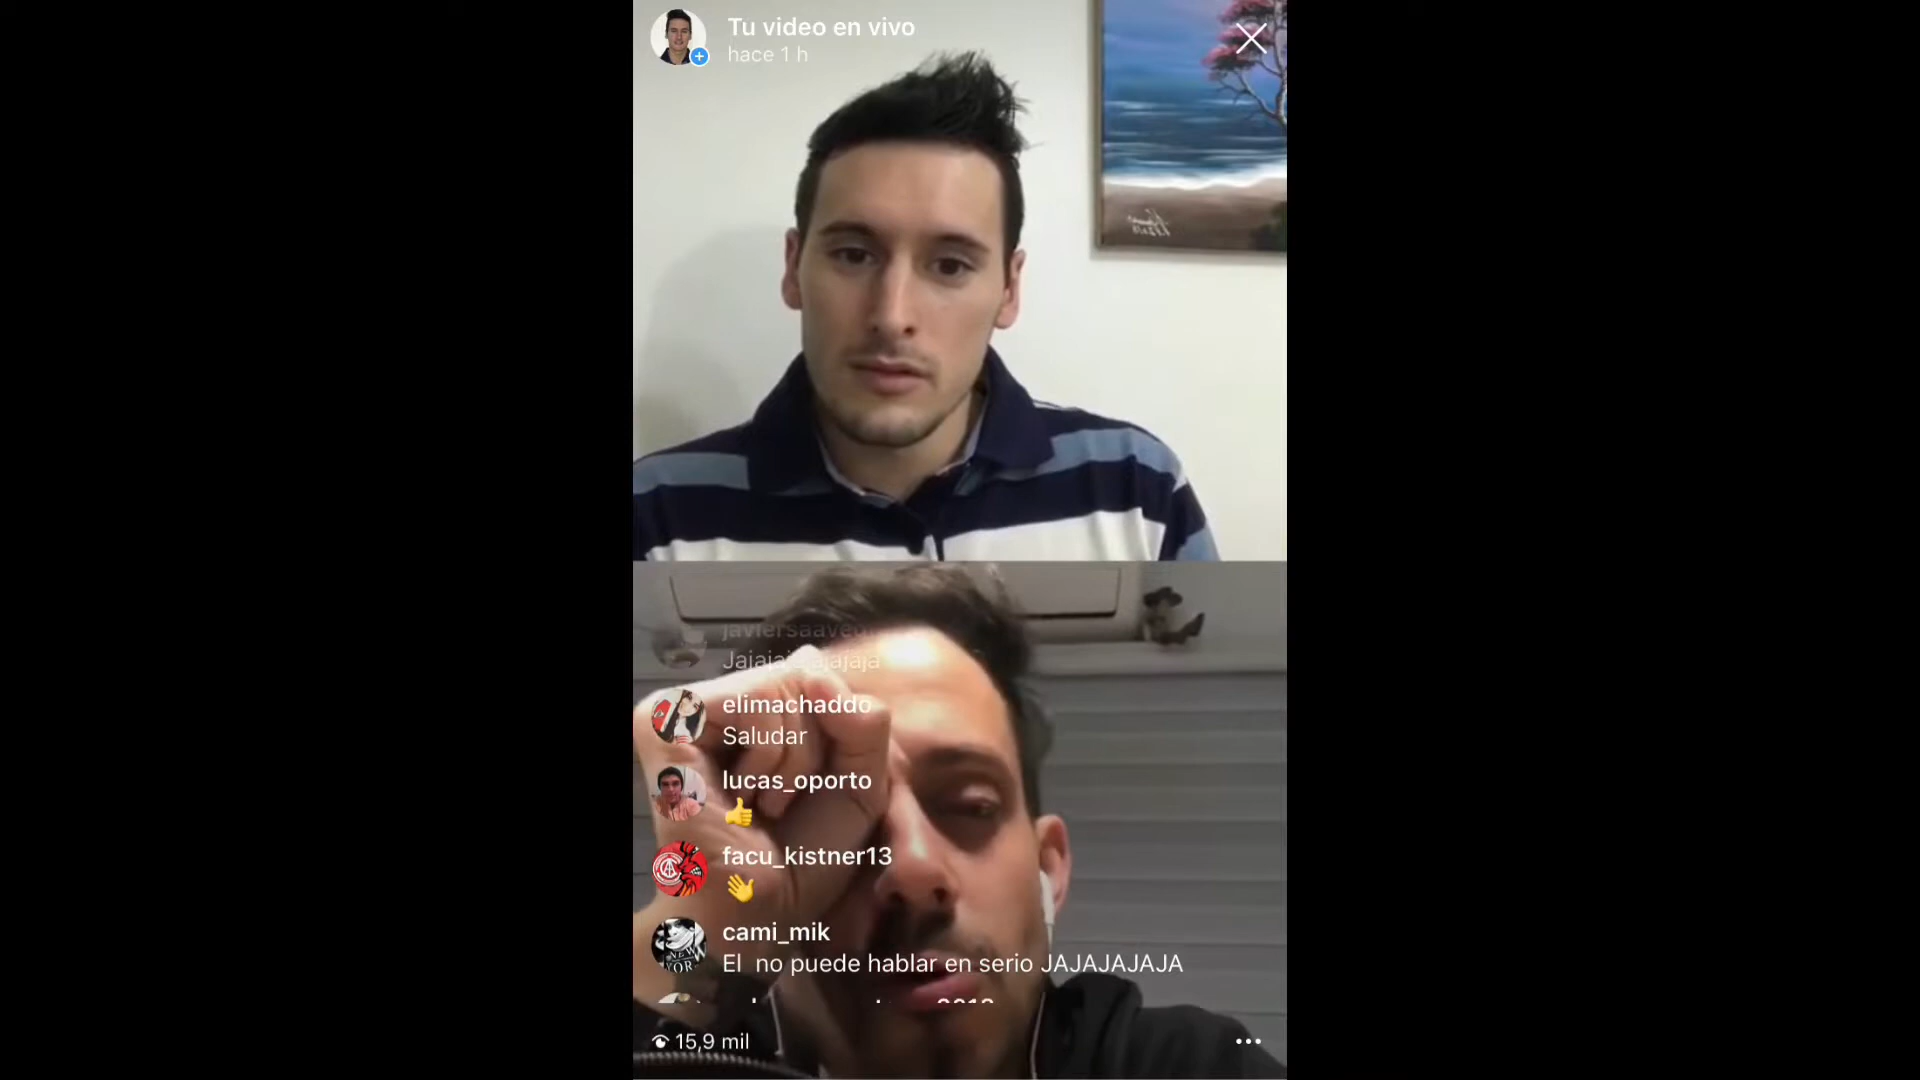 Tu video en vivo
hace 1 h
elimachaddo
Saludar
lucas_oporto
facu_kistner13
cami_mik
El no puede hablar en serio JAJAJAJAJA
15,9 mil